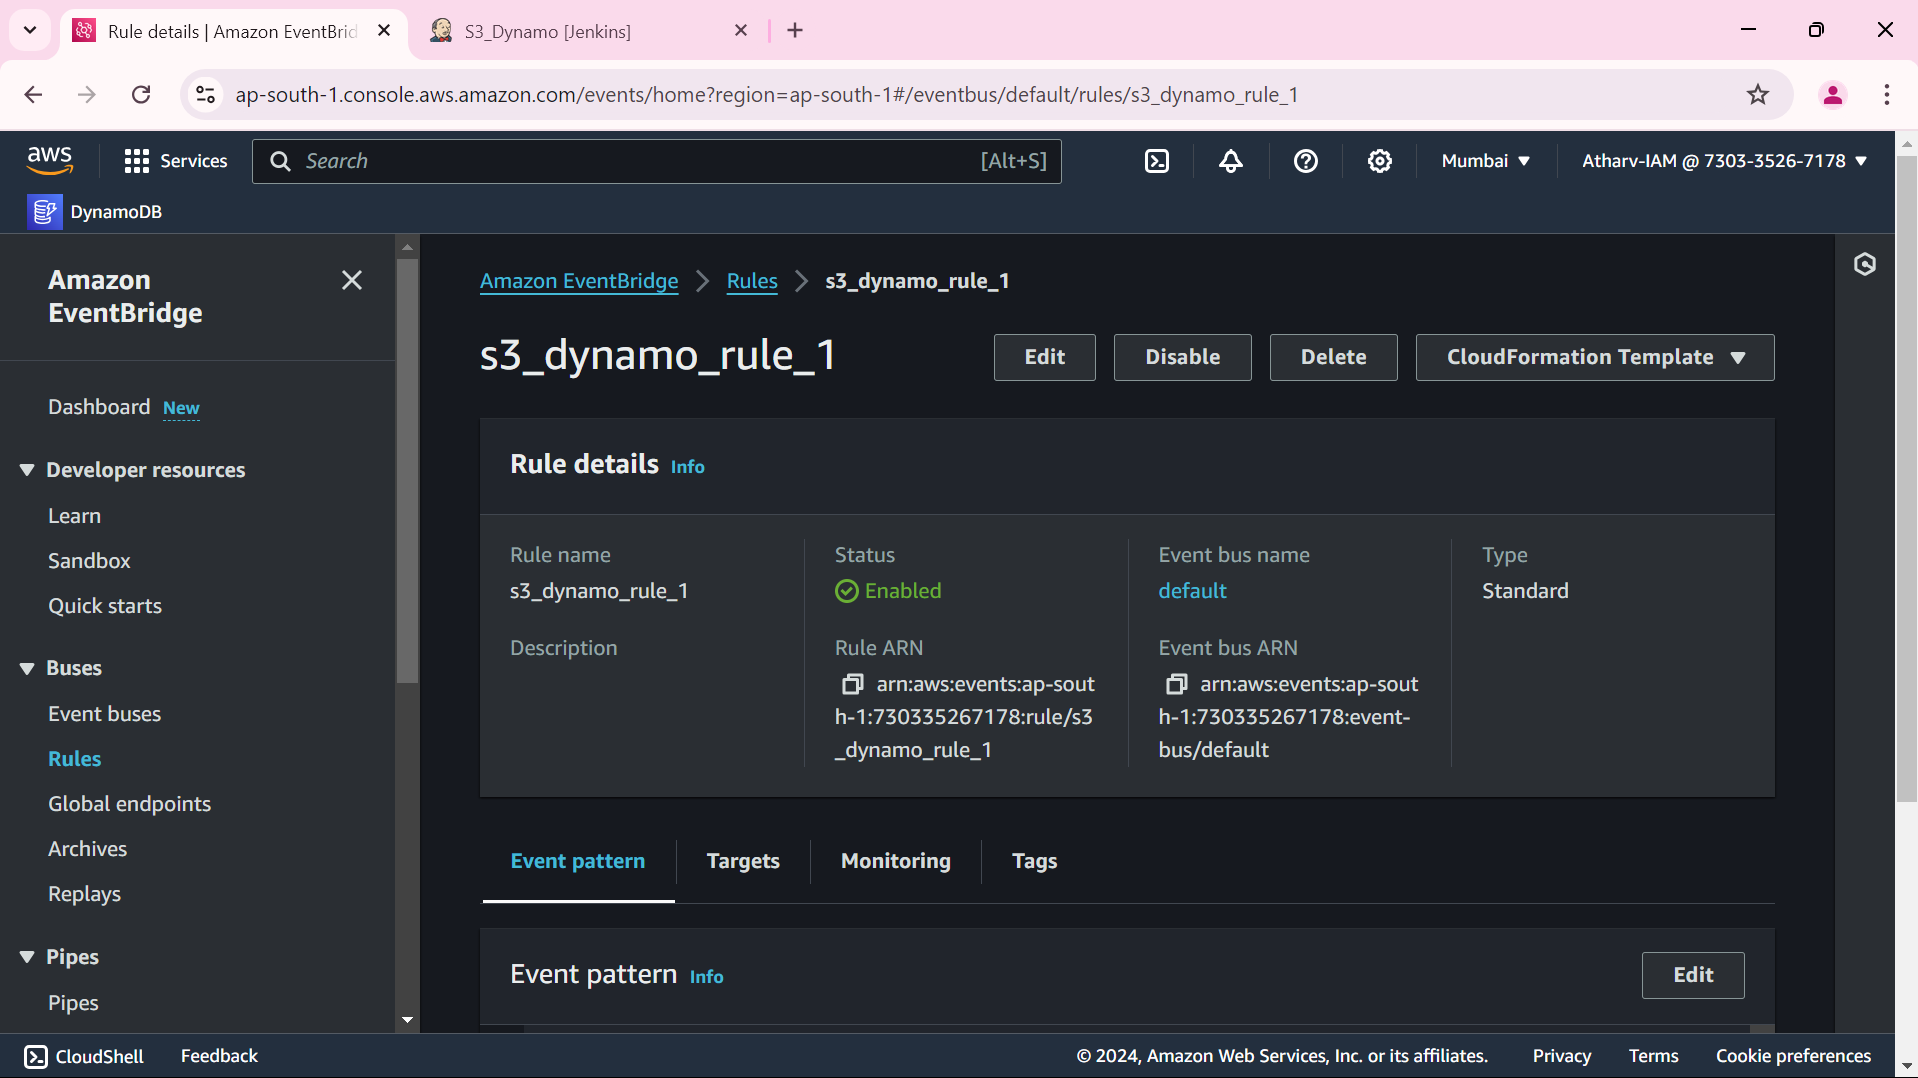 Rule details | Amazon EventBrid
S3_Dynamo [Jenkins]
ap-south-1.console.aws.amazon.com/events/home?region=ap-south-1#/eventbus/default/rules/s3_dynamo_rule_1
aws
Services
Search
[Alt+S]
Mumbai
Atharv-IAM @ 7303-3526-7178
DynamoDB
Amazon
EventBridge
Dashboard New
Developer resources
Learn
Sandbox
Quick starts
Buses
Event buses
Rules
Global endpoints
Archives
Replays
Pipes
Pipes
Amazon EventBridge
Rules
s3_dynamo_rule_1
s3_dynamo_rule_1
Edit
Disable
Delete
CloudFormation Template
Rule details Info
Rule name
s3_dynamo_rule_1
Description
Status
Enabled
Rule ARN
arn:aws:events:ap-sout
h-1:730335267178:rule/s3
_dynamo_rule_1
Event bus name
default
Event bus ARN
arn:aws:events:ap-sout
h-1:730335267178:event-
bus/default
Type
Standard
Event pattern
Targets
Monitoring
Tags
Event pattern Info
Edit
CloudShell
Feedback
© 2024, Amazon Web Services, Inc. or its affiliates.
Privacy
Terms
Cookie preferences